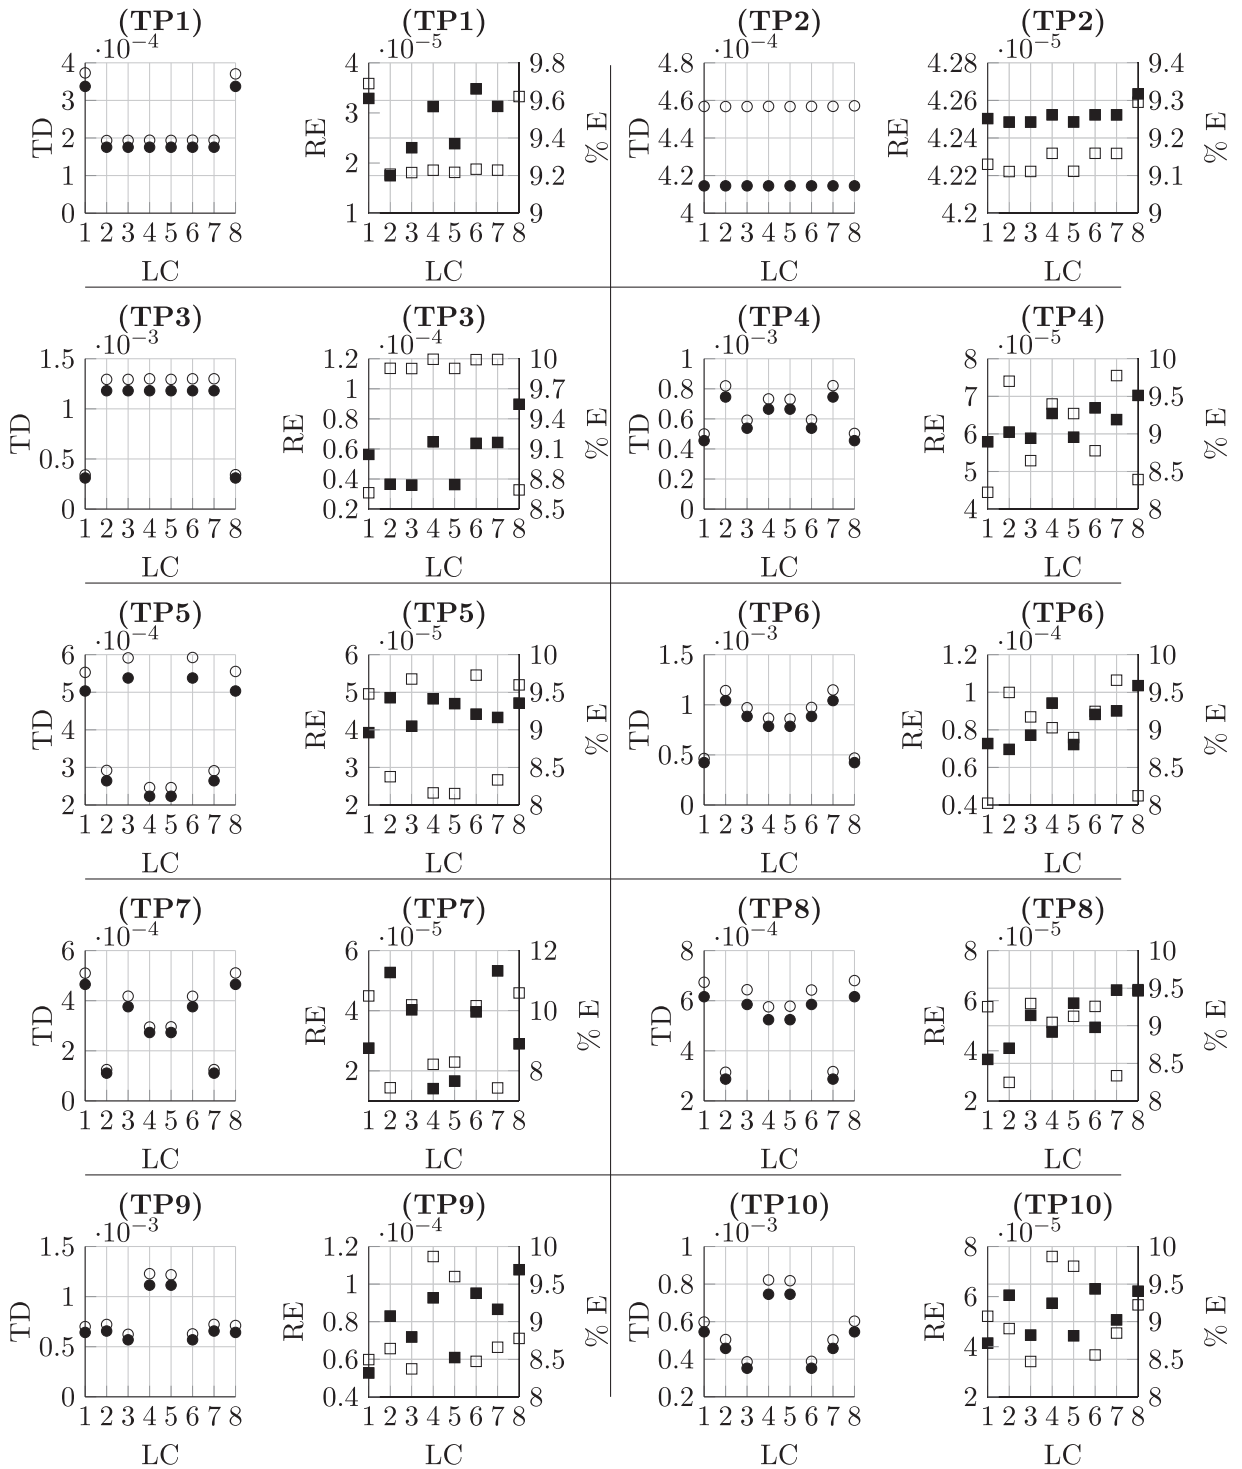 (TP1) (TP1) (TP2) (TP2)
·10−4 ·10−5 ·10−4 ·10−5
4 4 9.8 4.8 4.28 9.4
3 3 9.6 4.6 4.26 9.3
TD RE % E TD RE % E
2 9.4 4.4 4.24 9.2
1 2 9.2 4.2 4.22 9.1
0 1 9 4 4.2 9
1 2 3 4 5 6 7 8 1 2 3 4 5 6 7 8 1 2 3 4 5 6 7 8 1 2 3 4 5 6 7 8
LC LC LC LC
(TP3) (TP3) (TP4) (TP4)
·10−3 ·10−4 ·10−3 ·10−5
1.5 1.2 10 1 8 10
1 9.7 0.8 7 9.5
0.8 9.4
TD RE % E TD RE % E
0.6 9.1 0.6 6 9
0.5 0.4 8.8 0.4 5 8.5
0.2 0.2
0 8.5 0 4 8
1 2 3 4 5 6 7 8 1 2 3 4 5 6 7 8 1 2 3 4 5 6 7 8 1 2 3 4 5 6 7 8
LC LC LC LC
(TP5) (TP5) (TP6) (TP6)
·10−4 ·10−5 ·10−3 ·10−4
6 6 10 1.5 1.2 10
5 5 9.5 1 1 9.5
TD RE % E TD RE % E
4 4 9 0.8 9
3 3 8.5 0.5 0.6 8.5
2 2 8 0 0.4 8
1 2 3 4 5 6 7 8 1 2 3 4 5 6 7 8 1 2 3 4 5 6 7 8 1 2 3 4 5 6 7 8
LC LC LC LC
(TP7) (TP7) (TP8) (TP8)
·10−4 ·10−5 ·10−4 ·10−5
6 6 12 8 8 10
4 4 10 6 6 9.5
TD RE % E TD RE % E
9
2 2 8 4 4 8.5
0 2 2 8
1 2 3 4 5 6 7 8 1 2 3 4 5 6 7 8 1 2 3 4 5 6 7 8 1 2 3 4 5 6 7 8
LC LC LC LC
(TP9) (TP9) (TP10) (TP10)
·10−3 ·10−4 ·10−3 ·10−5
1.5 1.2 10 1 8 10
1 1 9.5 0.8 6 9.5
TD RE % E TD RE % E
0.8 9 0.6 9
0.5 0.6 8.5 0.4 4 8.5
0 0.4 8 0.2 2 8
1 2 3 4 5 6 7 8 1 2 3 4 5 6 7 8 1 2 3 4 5 6 7 8 1 2 3 4 5 6 7 8
LC LC LC LC